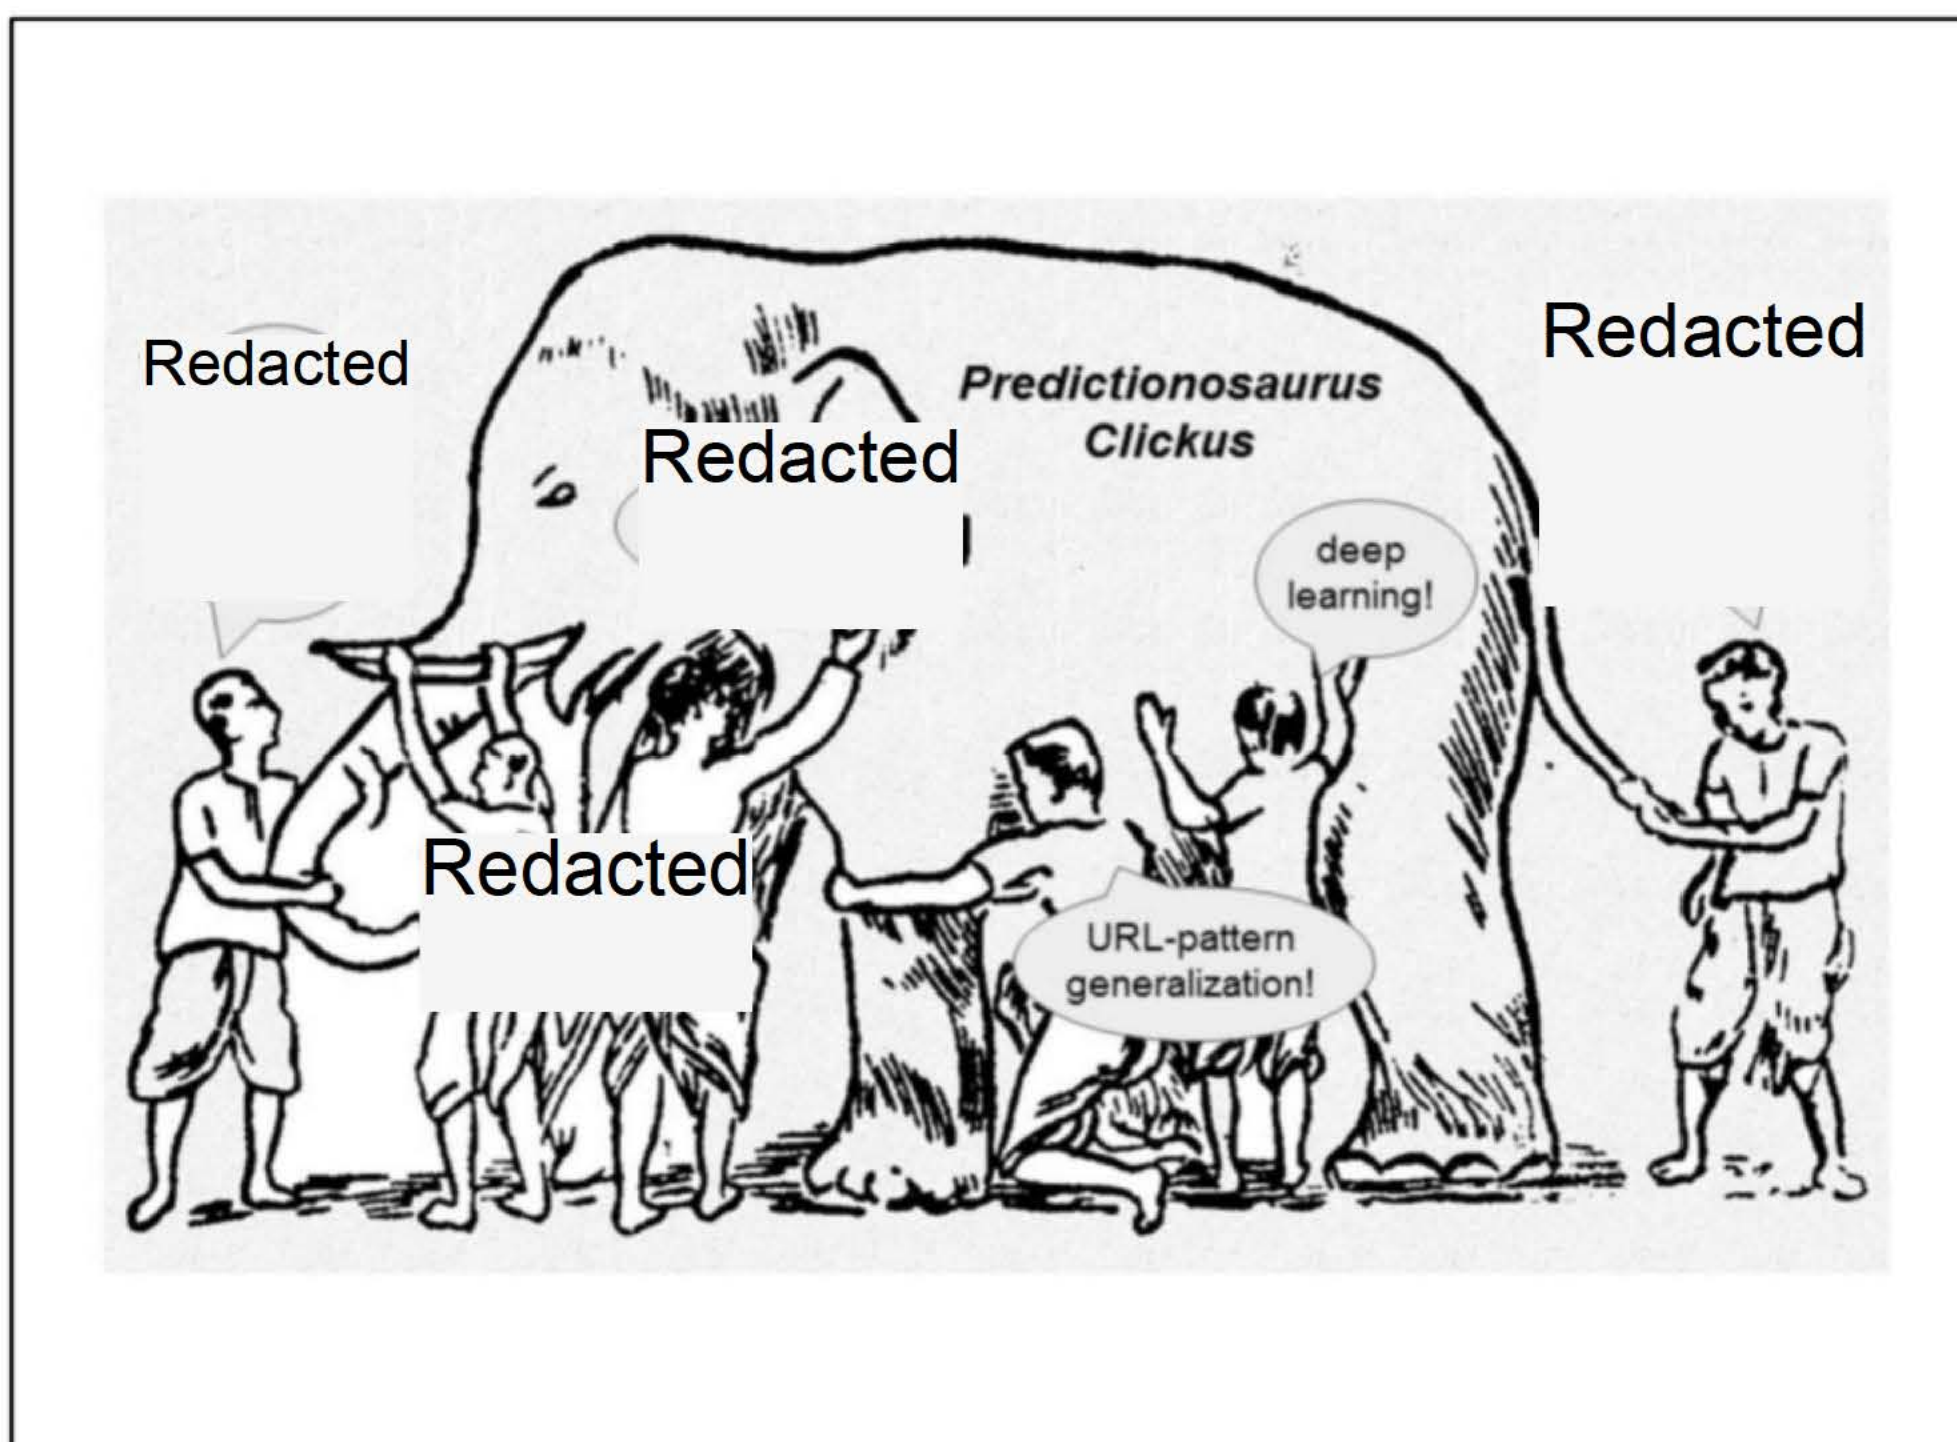 Redacted
Redacted
Predictionosaurus
Clickus
Redacted
deep
learning!
Redacted
URL-pattern
generalization!